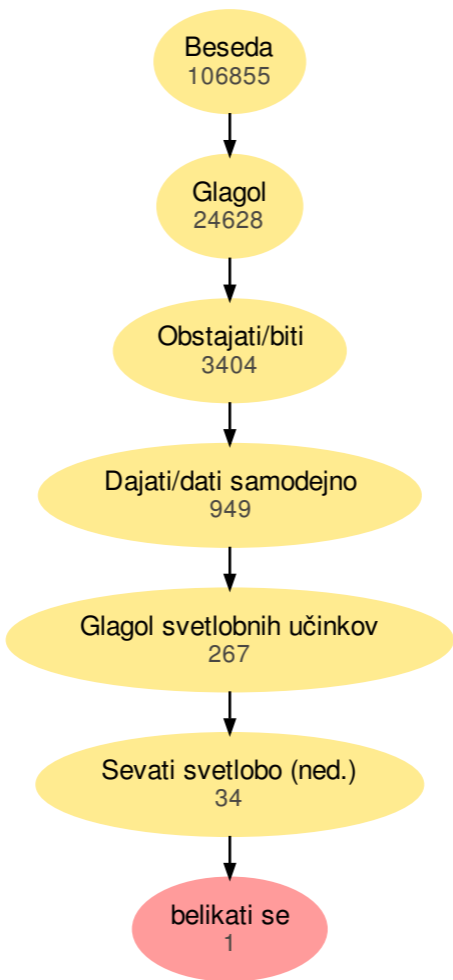 Beseda
106855
Glagol
24628
Obstajati/biti
3404
Dajati/dati samodejno
949
Glagol svetlobnih učinkov
267
Sevati svetlobo (ned.)
34
belikati se
1